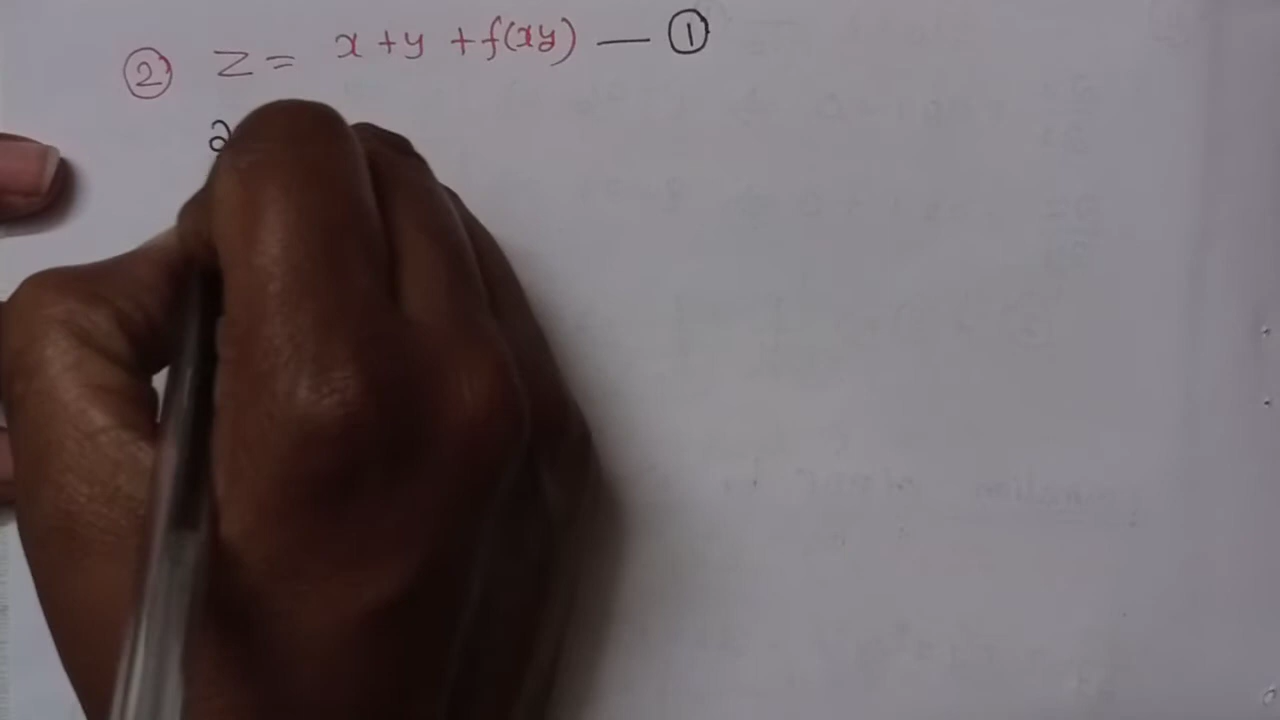 ② z = x + y + f(xy) — ①
∂